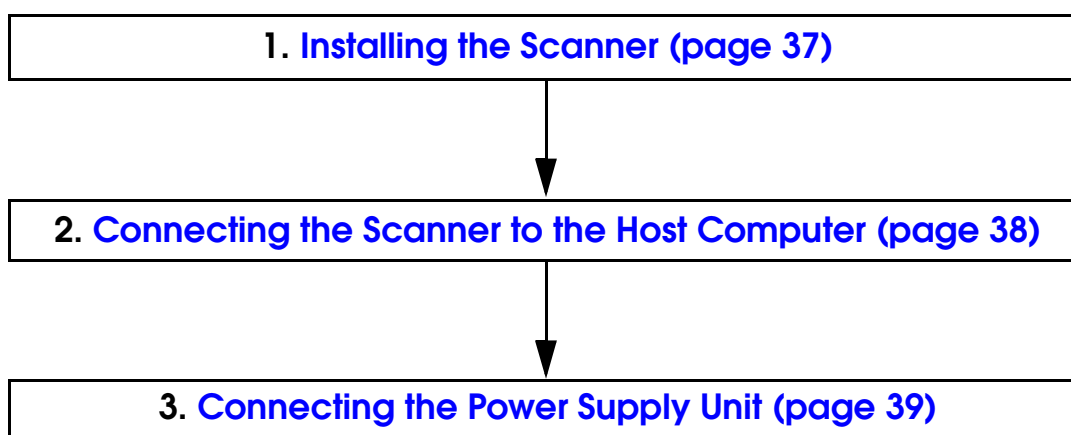 1. Installing the Scanner (page 37)
2. Connecting the Scanner to the Host Computer (page 38)
3. Connecting the Power Supply Unit (page 39)